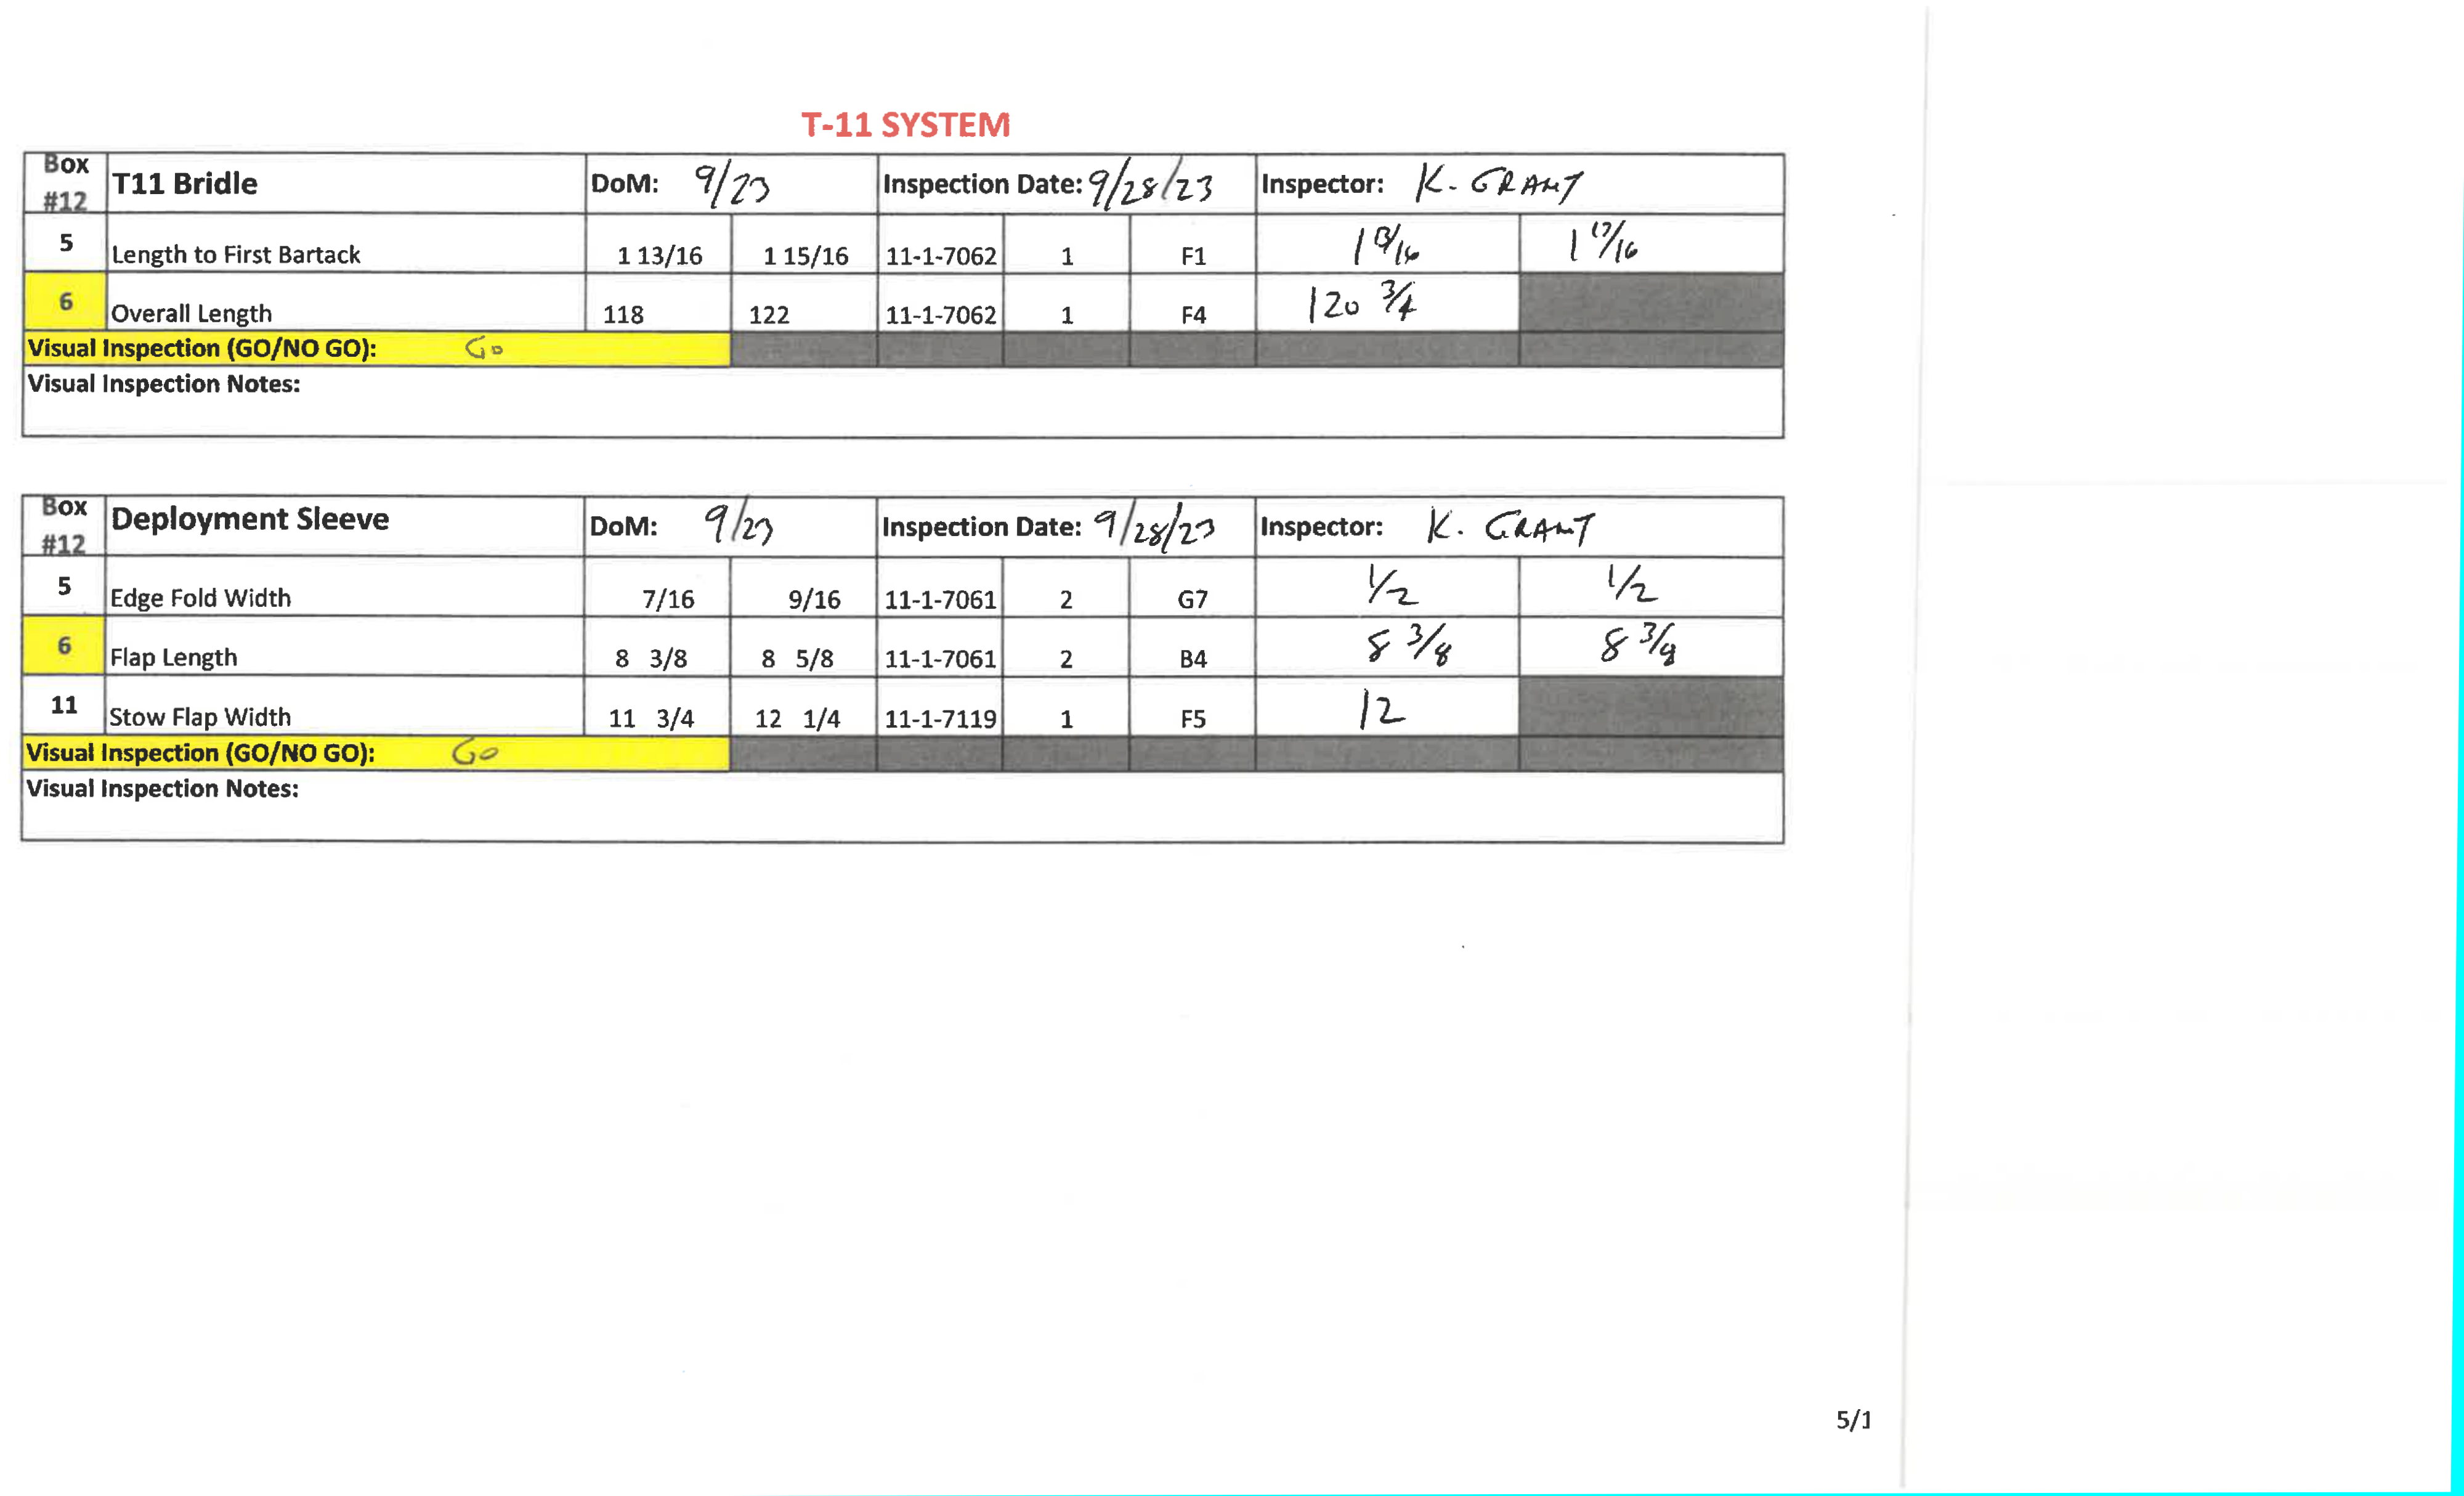 T-11 SYSTEM
Box #12 T11 Bridle DoM: 9/23 Inspection Date: 9/28/23 Inspector: K. GRANT
5 Length to First Bartack 1 13/16 1 15/16 11-1-7062 1 F1 1 13/16 1
6 Overall Length 118 122 11-1-7062 1 F4 120 3/4
Visual Inspection (GO/NO GO): GO
Visual Inspection Notes:
Box #12 Deployment Sleeve DoM: 9/23 Inspection Date: 9/28/23 Inspector: K. GRANT
5 Edge Fold Width 7/16 9/16 11-1-7061 2 G7 1/2 1/2
6 Flap Length 8 3/8 8 5/8 11-1-7061 2 B4 8 3/8 8 3/8
11 Stow Flap Width 11 3/4 12 1/4 11-1-7119 1 F5 12
Visual Inspection (GO/NO GO): GO
Visual Inspection Notes:
5/1